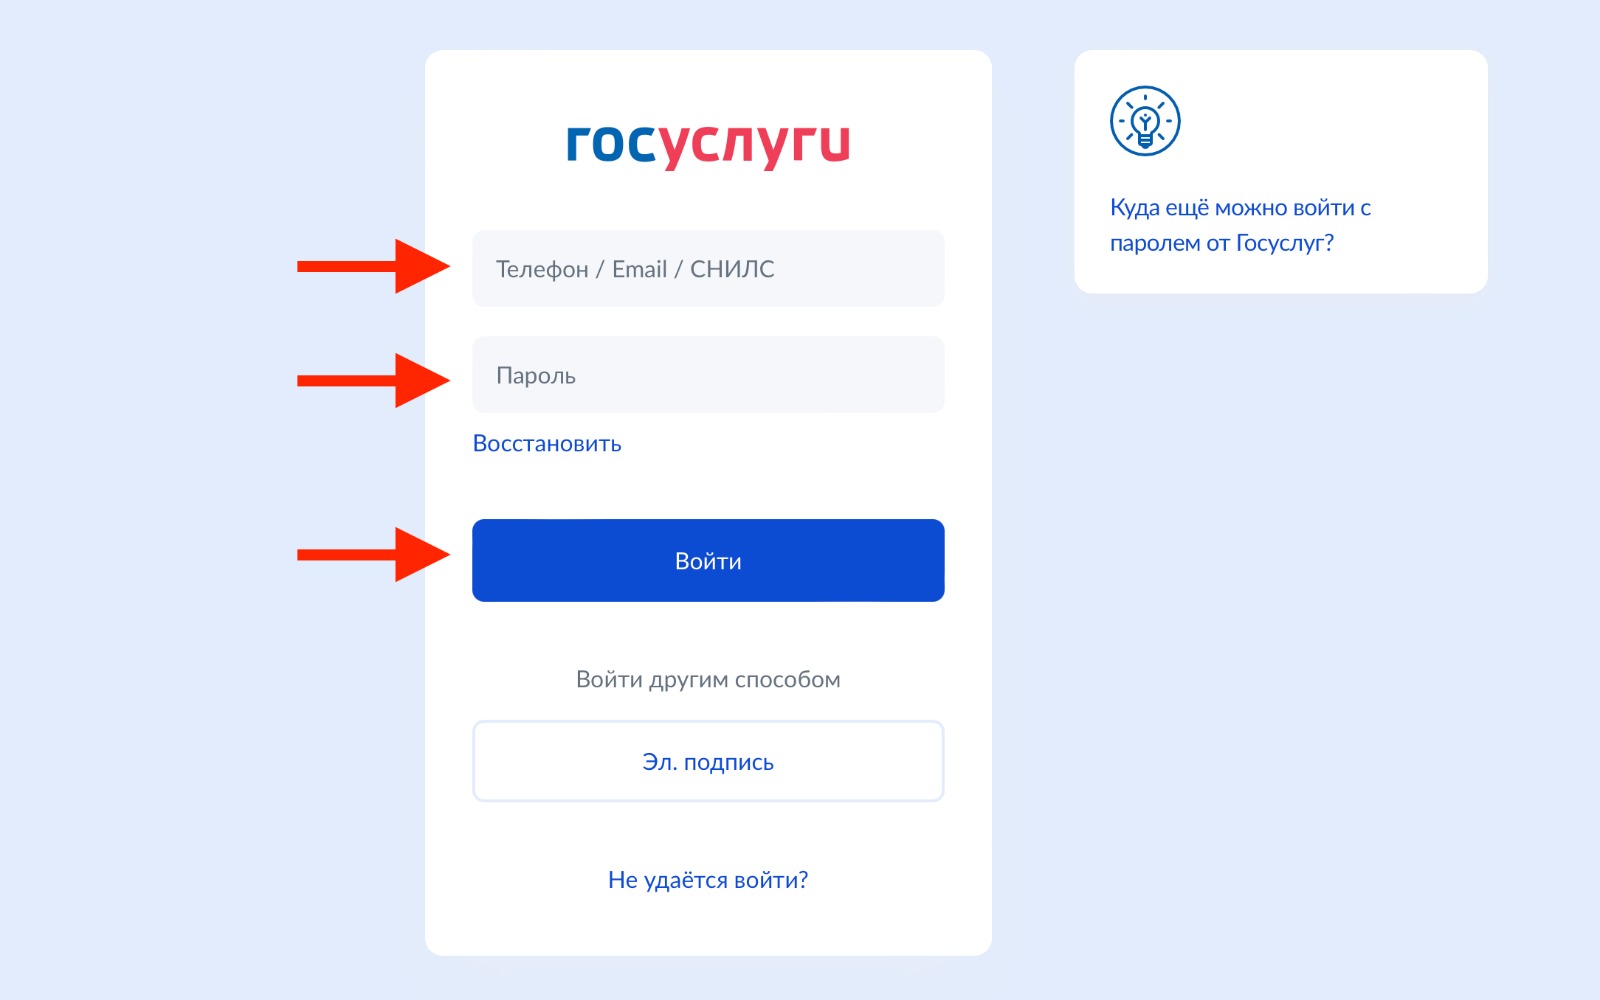 госуслуги
Телефон / Email / СНИЛС
Пароль
Восстановить
Войти
Войти другим способом
Эл. подпись
Не удаётся войти?
Куда ещё можно войти с
паролем от Госуслуг?